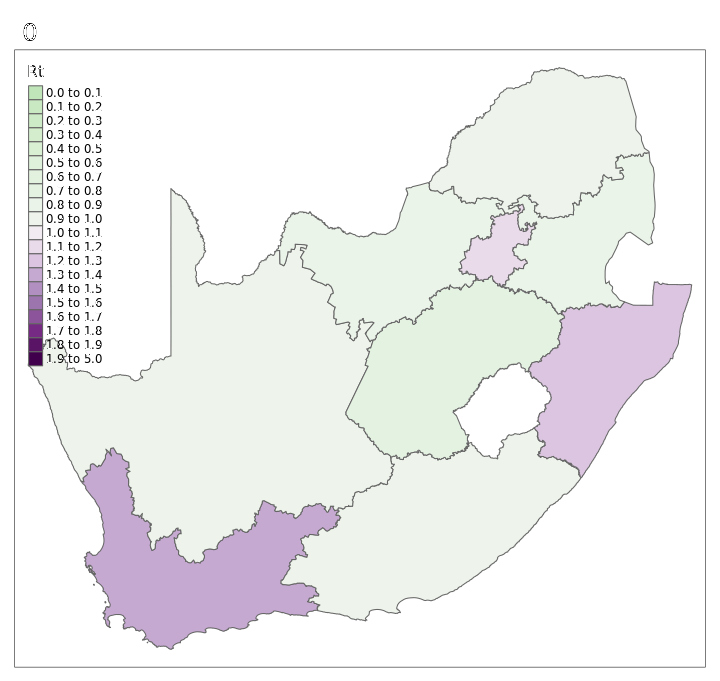 0
Rt
0.0 to 0.1
0.1 to 0.2
0.2 to 0.3
0.3 to 0.4
0.4 to 0.5
0.5 to 0.6
0.6 to 0.7
0.7 to 0.8
0.8 to 0.9
0.9 to 1.0
1.0 to 1.1
1.1 to 1.2
1.2 to 1.3
1.3 to 1.4
1.4 to 1.5
1.5 to 1.6
1.6 to 1.7
1.7 to 1.8
1.8 to 1.9
1.9 to 5.0